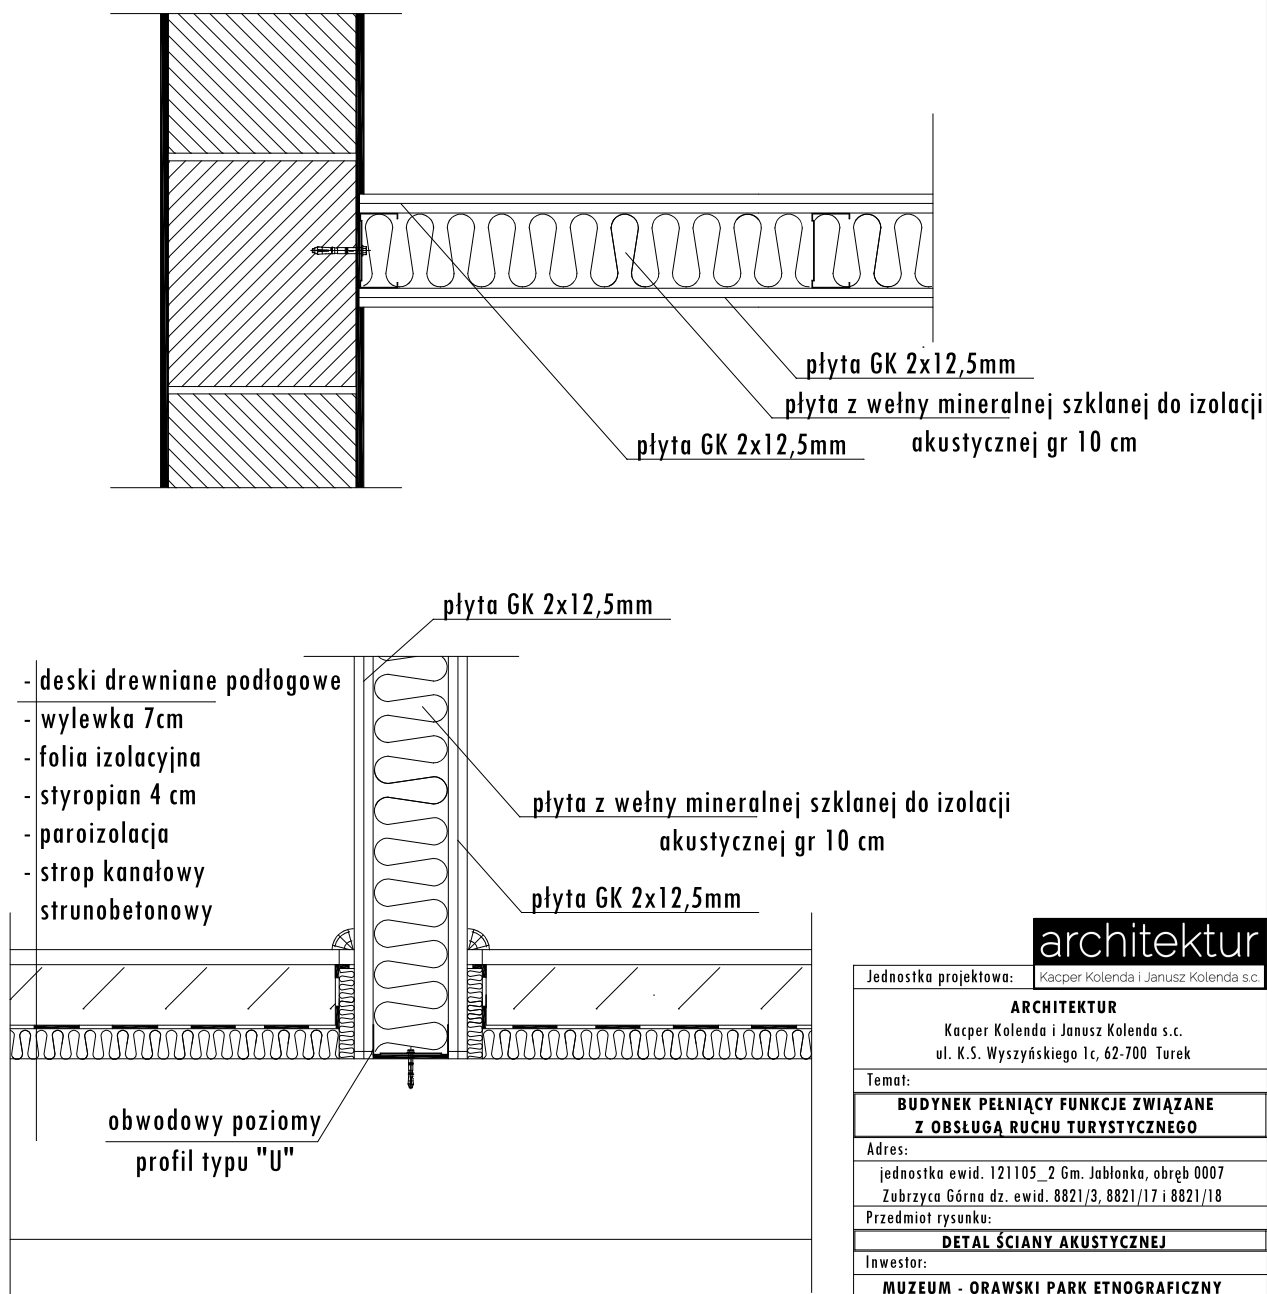 płyta GK 2x12,5mm
płyta z wełny mineralnej szklanej do izolacji
akustycznej gr 10 cm
płyta GK 2x12,5mm
płyta GK 2x12,5mm
- deski drewniane podłogowe
- wylewka 7cm
- folia izolacyjna
- styropian 4 cm
- paroizolacja
- strop kanałowy
strunobetonowy
płyta z wełny mineralnej szklanej do izolacji
akustycznej gr 10 cm
płyta GK 2x12,5mm
obwodowy poziomy
profil typu "U"
architektur
Kacper Kolenda i Janusz Kolenda s.c.
Jednostka projektowa:
ARCHITEKTUR
Kacper Kolenda i Janusz Kolenda s.c.
ul. K.S. Wyszyńskiego 1c, 62-700 Turek
Temat:
BUDYNEK PEŁNIĄCY FUNKCJE ZWIĄZANE
Z OBSŁUGĄ RUCHU TURYSTYCZNEGO
Adres:
jednostka ewid. 121105_2 Gm. Jabłonka, obręb 0007
Zubrzyca Górna dz. ewid. 8821/3, 8821/17 i 8821/18
Przedmiot rysunku:
DETAL ŚCIANY AKUSTYCZNEJ
Inwestor:
MUZEUM - ORAWSKI PARK ETNOGRAFICZNY